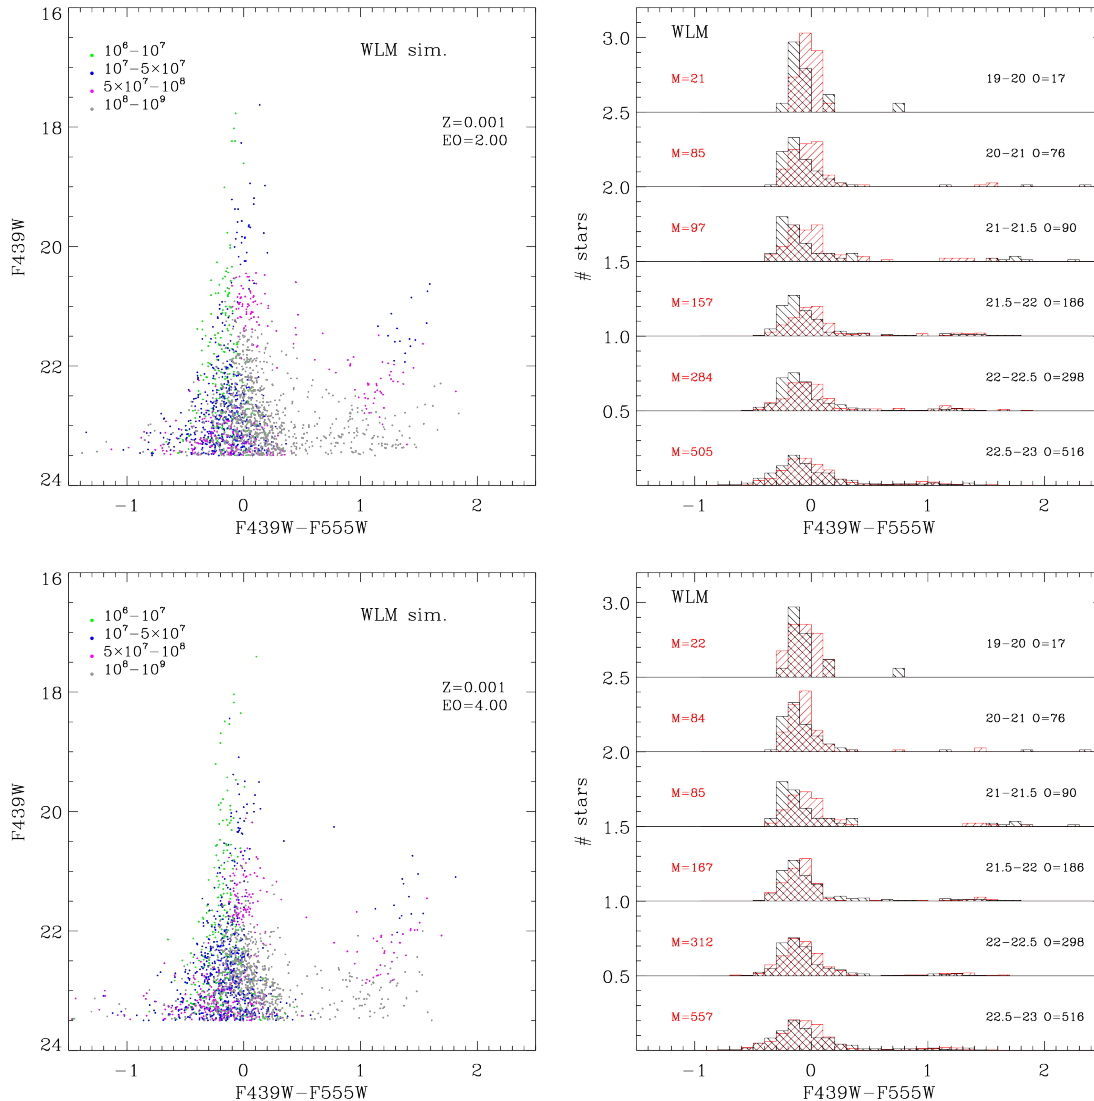 16
18
20
22
24
F439W
10⁶−10⁷
10⁷−5×10⁷
5×10⁷−10⁸
10⁸−10⁹
WLM sim.
Z=0.001
EO=2.00
−1 0 1 2
F439W−F555W
3.0
2.5
2.0
1.5
1.0
0.5
# stars
WLM
M=21 19−20 O=17
M=85 20−21 O=76
M=97 21−21.5 O=90
M=157 21.5−22 O=186
M=284 22−22.5 O=298
M=505 22.5−23 O=516
−1 0 1 2
F439W−F555W
16
18
20
22
24
F439W
10⁶−10⁷
10⁷−5×10⁷
5×10⁷−10⁸
10⁸−10⁹
WLM sim.
Z=0.001
EO=4.00
−1 0 1 2
F439W−F555W
3.0
2.5
2.0
1.5
1.0
0.5
# stars
WLM
M=22 19−20 O=17
M=84 20−21 O=76
M=85 21−21.5 O=90
M=167 21.5−22 O=186
M=312 22−22.5 O=298
M=557 22.5−23 O=516
−1 0 1 2
F439W−F555W